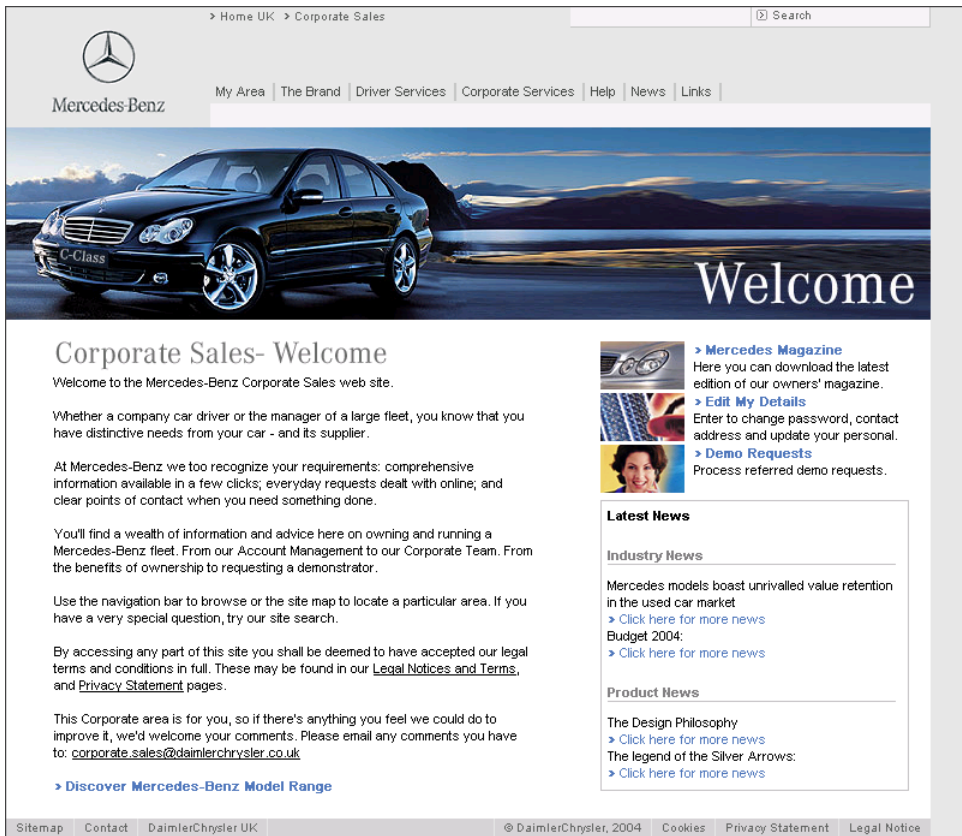 > Home UK > Corporate Sales
Search
Mercedes-Benz
My Area | The Brand | Driver Services | Corporate Services | Help | News | Links |
C-Class
Welcome
Corporate Sales- Welcome
Welcome to the Mercedes-Benz Corporate Sales web site.
Whether a company car driver or the manager of a large fleet, you know that you
have distinctive needs from your car - and its supplier.
At Mercedes-Benz we too recognize your requirements: comprehensive
information available in a few clicks; everyday requests dealt with online; and
clear points of contact when you need something done.
You'll find a wealth of information and advice here on owning and running a
Mercedes-Benz fleet. From our Account Management to our Corporate Team. From
the benefits of ownership to requesting a demonstrator.
Use the navigation bar to browse or the site map to locate a particular area. If you
have a very special question, try our site search.
By accessing any part of this site you shall be deemed to have accepted our legal
terms and conditions in full. These may be found in our Legal Notices and Terms,
and Privacy Statement pages.
This Corporate area is for you, so if there's anything you feel we could do to
improve it, we'd welcome your comments. Please email any comments you have
to: corporate.sales@daimlerchrysler.co.uk
> Discover Mercedes-Benz Model Range
> Mercedes Magazine
Here you can download the latest
edition of our owners' magazine.
> Edit My Details
Enter to change password, contact
address and update your personal.
> Demo Requests
Process referred demo requests.
Latest News
Industry News
Mercedes models boast unrivalled value retention
in the used car market
> Click here for more news
Budget 2004:
> Click here for more news
Product News
The Design Philosophy
> Click here for more news
The legend of the Silver Arrows:
> Click here for more news
Sitemap | Contact | DaimlerChrysler UK | © DaimlerChrysler, 2004 | Cookies | Privacy Statement | Legal Notice